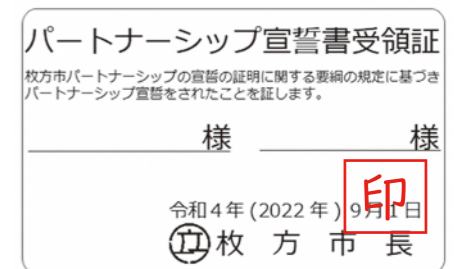 パートナーシップ宣誓書受領証
枚方市パートナーシップの宣誓の証明に関する要綱の規定に基づき
パートナーシップ宣誓をされたことを証します。
様 様
令和4年(2022年)9月1日
印
枚方市長